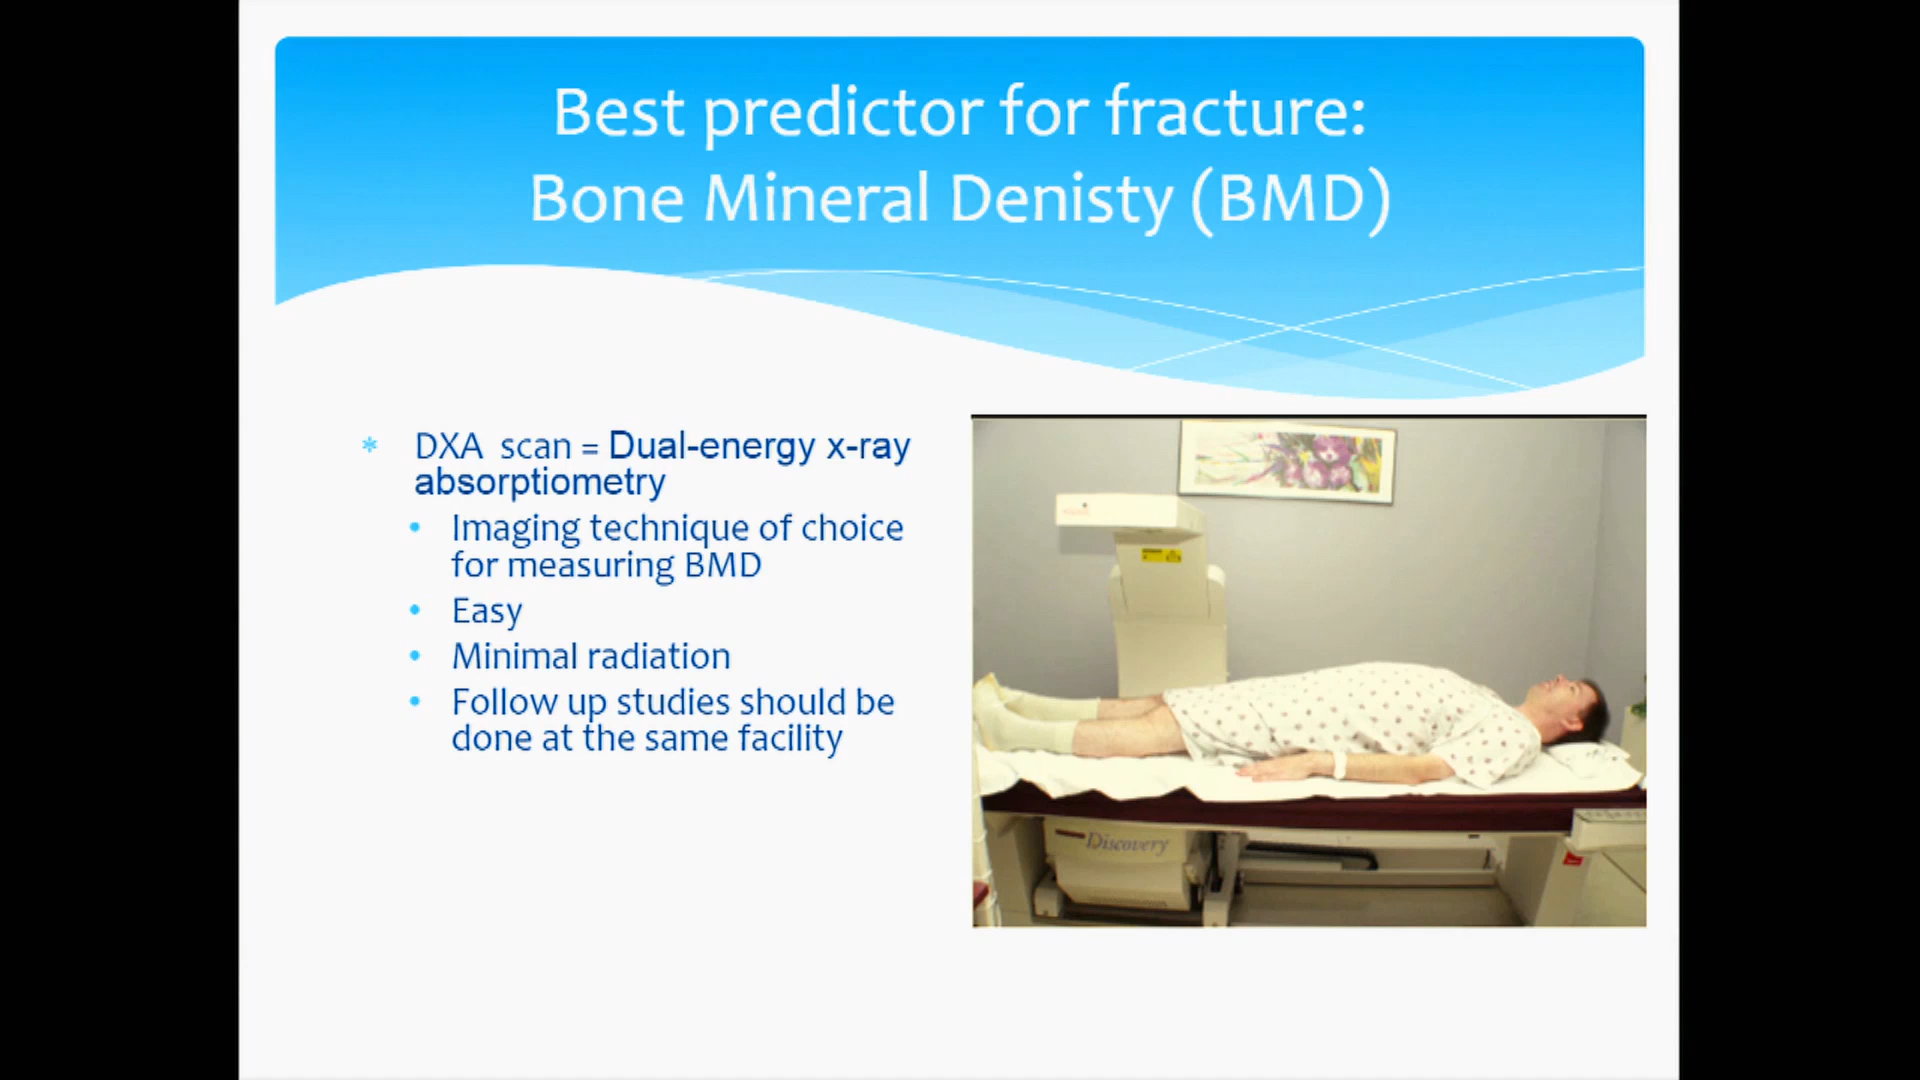 Best predictor for fracture:
Bone Mineral Denisty (BMD)
* DXA scan = Dual-energy x-ray
absorptiometry
• Imaging technique of choice
for measuring BMD
• Easy
• Minimal radiation
• Follow up studies should be
done at the same facility
Discovery